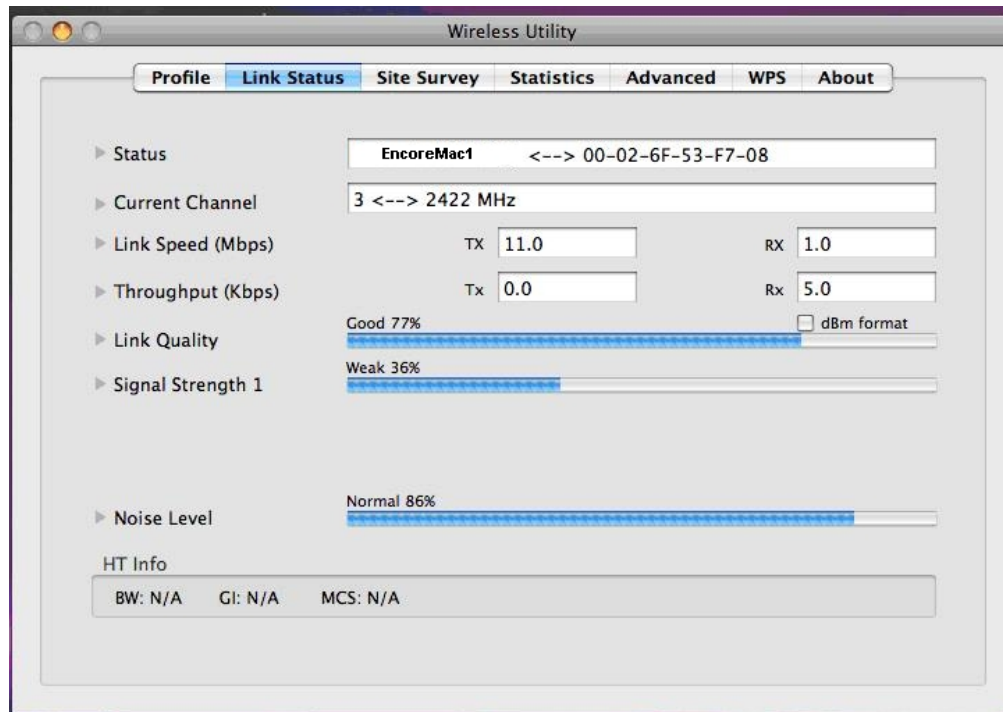 Wireless Utility
Profile Link Status Site Survey Statistics Advanced WPS About
Status EncoreMac1 <--> 00-02-6F-53-F7-08
Current Channel 3 <--> 2422 MHz
Link Speed (Mbps) TX 11.0 RX 1.0
Throughput (Kbps) Tx 0.0 Rx 5.0
Good 77% dBm format
Link Quality
Weak 36%
Signal Strength 1
Normal 86%
Noise Level
HT Info
BW: N/A GI: N/A MCS: N/A